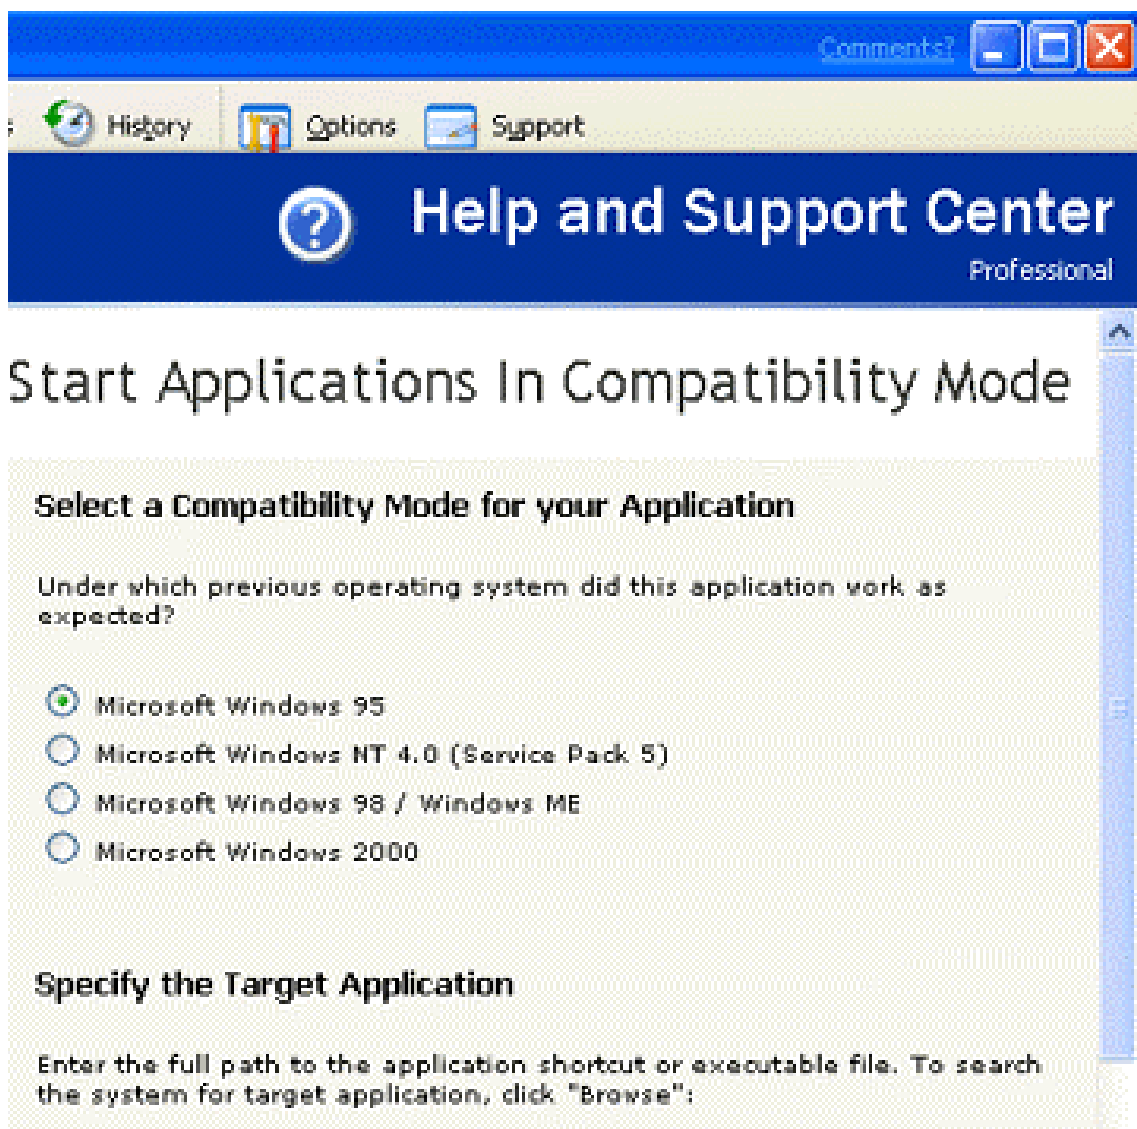 Comments?
History Options Support
Help and Support Center
Professional
Start Applications In Compatibility Mode
Select a Compatibility Mode for your Application
Under which previous operating system did this application work as
expected?
Microsoft Windows 95
Microsoft Windows NT 4.0 (Service Pack 5)
Microsoft Windows 98 / Windows ME
Microsoft Windows 2000
Specify the Target Application
Enter the full path to the application shortcut or executable file. To search
the system for target application, click "Browse":